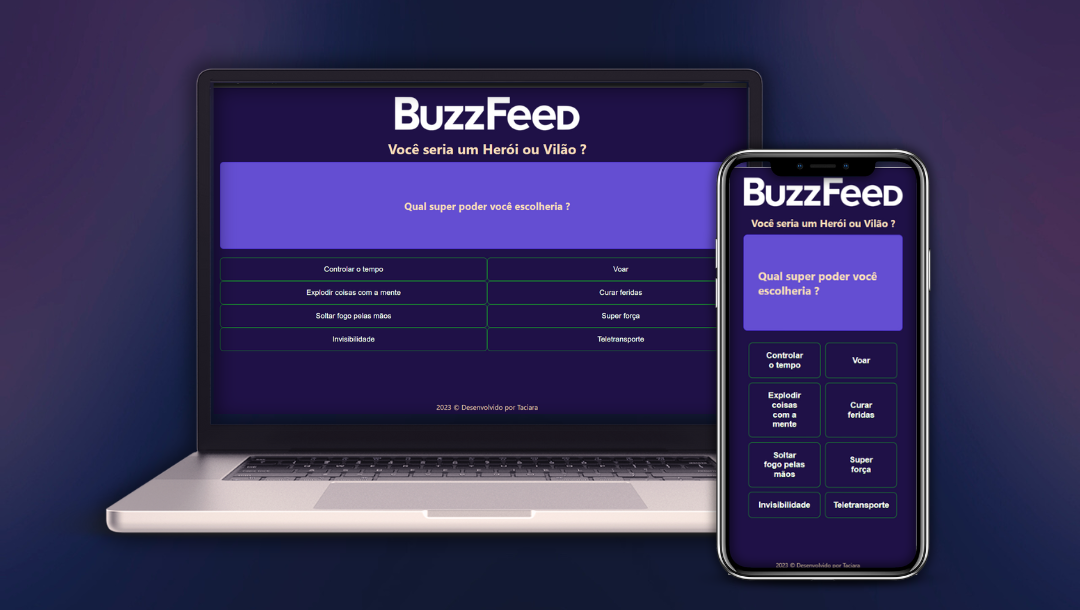 BuzzFeed
Você seria um Herói ou Vilão ?
Qual super poder você escolheria ?
Controlar o tempo
Voar
Explodir coisas com a mente
Curar feridas
Soltar fogo pelas mãos
Super força
Invisibilidade
Teletransporte
2023 © Desenvolvido por Taciara
BuzzFeed
Você seria um Herói ou Vilão ?
Qual super poder você
escolheria ?
Controlar
o tempo
Voar
Explodir
coisas
com a
mente
Curar
feridas
Soltar
fogo pelas
mãos
Super
força
Invisibilidade
Teletransporte
2023 © Desenvolvido por Taciara